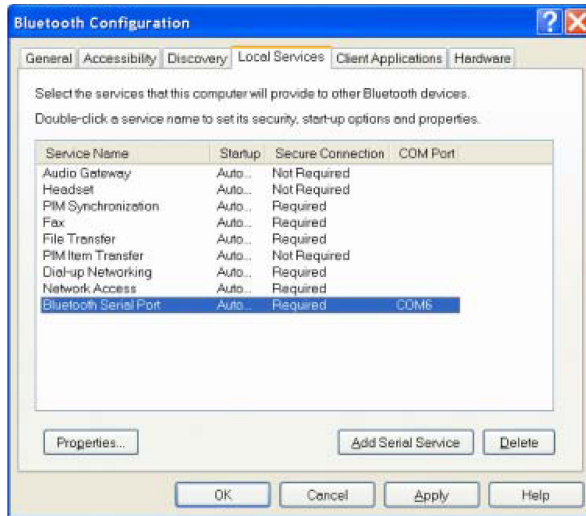 Bluetooth Configuration
General Accessibility Discovery Local Services Client Applications Hardware
Select the services that this computer will provide to other Bluetooth devices.
Double-click a service name to set its security, start-up options and properties.
Service Name Startup Secure Connection COM Port
Audio Gateway Auto... Not Required
Headset Auto... Not Required
PIM Synchronization Auto... Required
Fax Auto... Required
File Transfer Auto... Required
PIM Item Transfer Auto... Not Required
Dial-up Networking Auto... Required
Network Access Auto... Required
Bluetooth Serial Port Auto... Required COM6
Properties... Add Serial Service Delete
OK Cancel Apply Help